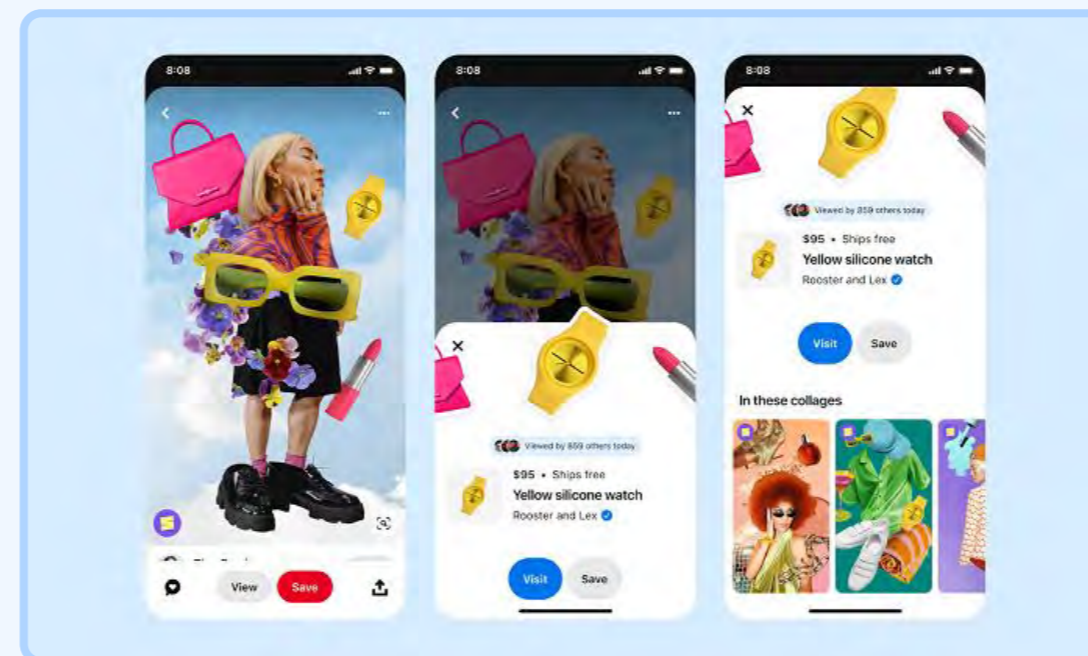 8:08
View
Save
8:08
Viewed by 859 others today
$95 • Ships free
Yellow silicone watch
Rooster and Lex
Visit
Save
8:08
Viewed by 859 others today
$95 • Ships free
Yellow silicone watch
Rooster and Lex
Visit
Save
In these collages